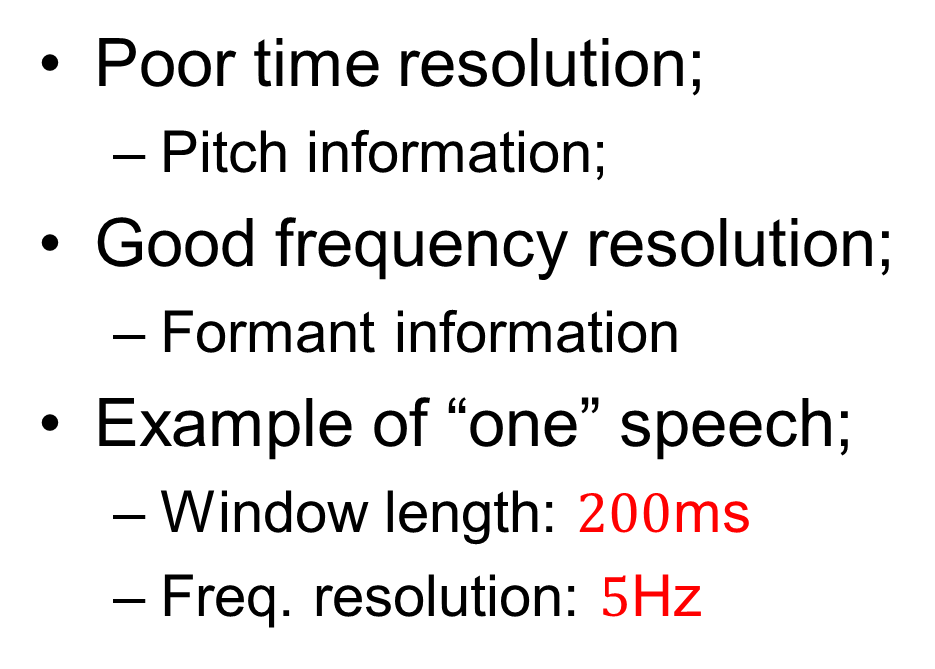 • Poor time resolution;
– Pitch information;
• Good frequency resolution;
– Formant information
• Example of “one” speech;
– Window length: 200ms
– Freq. resolution: 5Hz